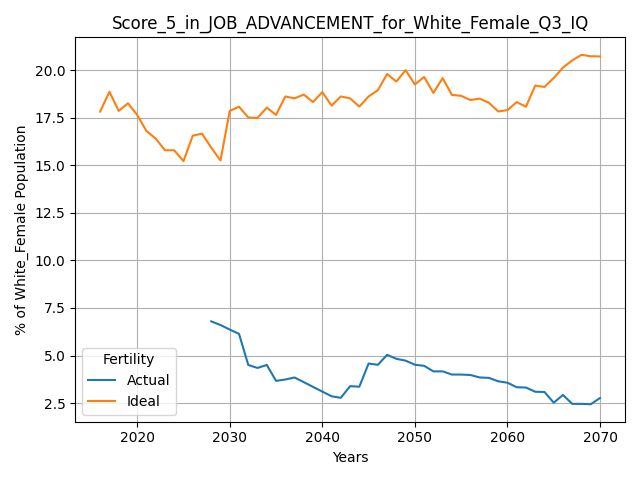 Score_5_in_JOB_ADVANCEMENT_for_White_Female_Q3_IQ
% of White_Female Population
20.0
17.5
15.0
12.5
10.0
7.5
5.0
2.5
Fertility
Actual
Ideal
2020
2030
2040
2050
2060
2070
Years